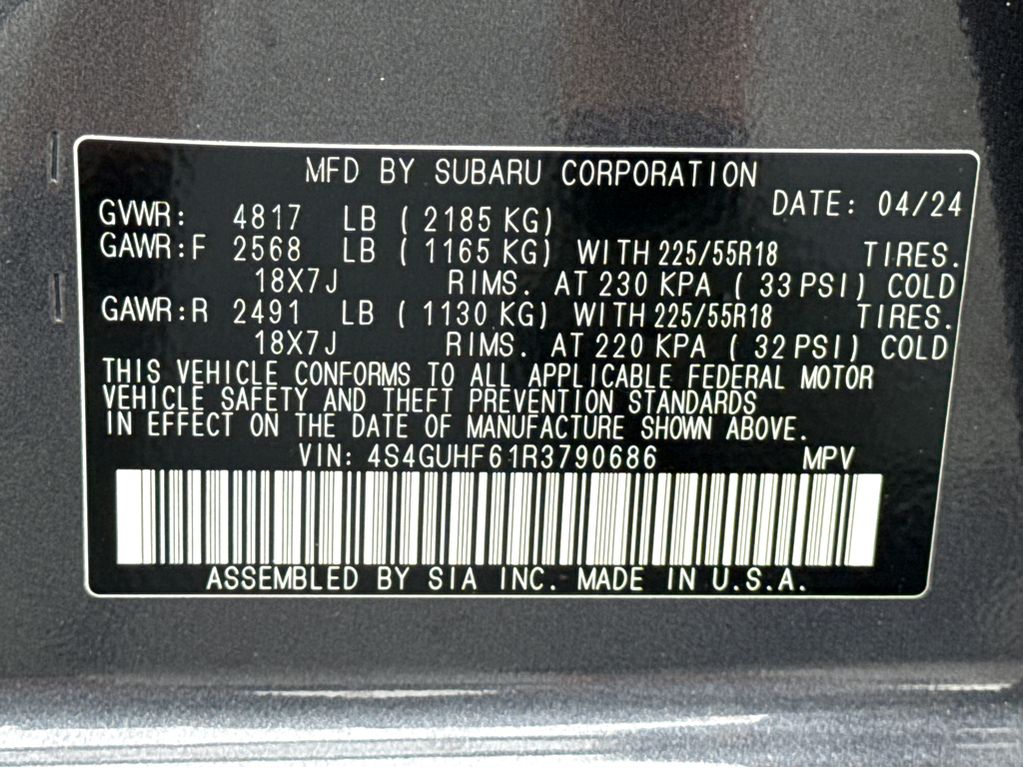 MFD BY SUBARU CORPORATION
DATE: 04/24
GVWR: 4817 LB (2185 KG)
GAWR:F 2568 LB (1165 KG) WITH 225/55R18 TIRES.
18X7J RIMS. AT 230 KPA (33 PSI) COLD
GAWR:R 2491 LB (1130 KG) WITH 225/55R18 TIRES.
18X7J RIMS. AT 220 KPA (32 PSI) COLD
THIS VEHICLE CONFORMS TO ALL APPLICABLE FEDERAL MOTOR
VEHICLE SAFETY AND THEFT PREVENTION STANDARDS
IN EFFECT ON THE DATE OF MANUFACTURE SHOWN ABOVE.
VIN: 4S4GUHF61R3790686 MPV
ASSEMBLED BY SIA INC. MADE IN U.S.A.